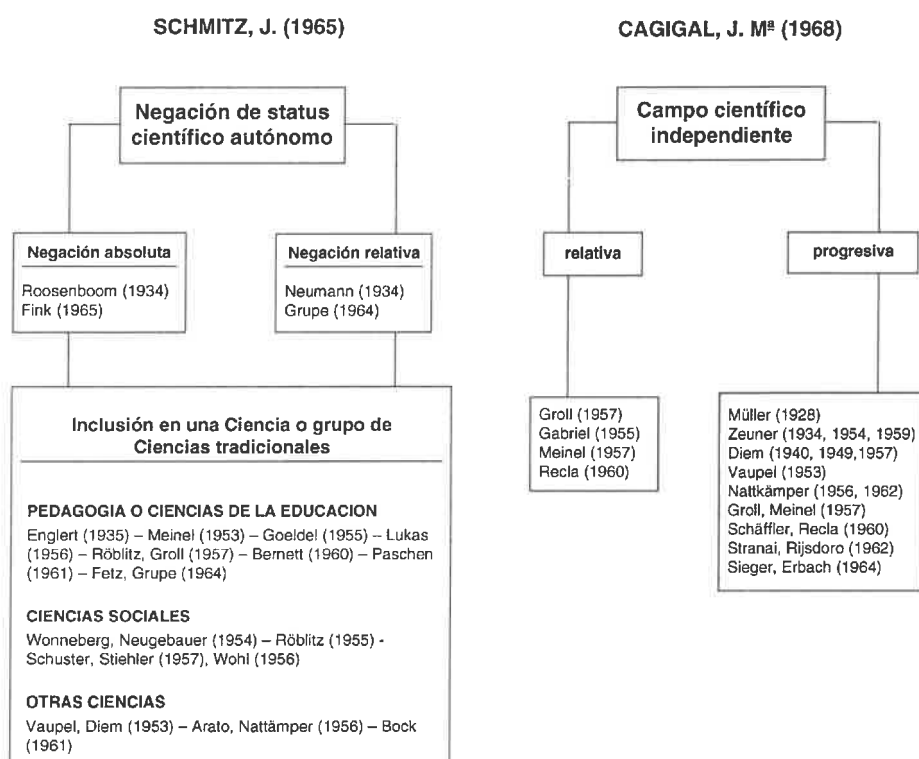 SCHMITZ, J. (1965)
Negación de status
científico autónomo
Negación absoluta
Roosenboom (1934)
Fink (1965)
Negación relativa
Neumann (1934)
Grupe (1964)
Inclusión en una Ciencia o grupo de
Ciencias tradicionales
PEDAGOGIA O CIENCIAS DE LA EDUCACION
Englert (1935) – Meinel (1953) – Goeldel (1955) – Lukas
(1956) – Röblitz, Groll (1957) – Bernett (1960) – Paschen
(1961) – Fetz, Grupe (1964)
CIENCIAS SOCIALES
Wonneberg, Neugebauer (1954) – Röblitz (1955) -
Schuster, Stiehler (1957), Wohl (1956)
OTRAS CIENCIAS
Vaupel, Diem (1953) – Arato, Nattämper (1956) – Bock
(1961)
CAGIGAL, J. Mª (1968)
Campo científico
independiente
relativa
Groll (1957)
Gabriel (1955)
Meinel (1957)
Recla (1960)
progresiva
Müller (1928)
Zeuner (1934, 1954, 1959)
Diem (1940, 1949,1957)
Vaupel (1953)
Nattkämper (1956, 1962)
Groll, Meinel (1957)
Schäffler, Recla (1960)
Stranai, Rijsdoro (1962)
Sieger, Erbach (1964)